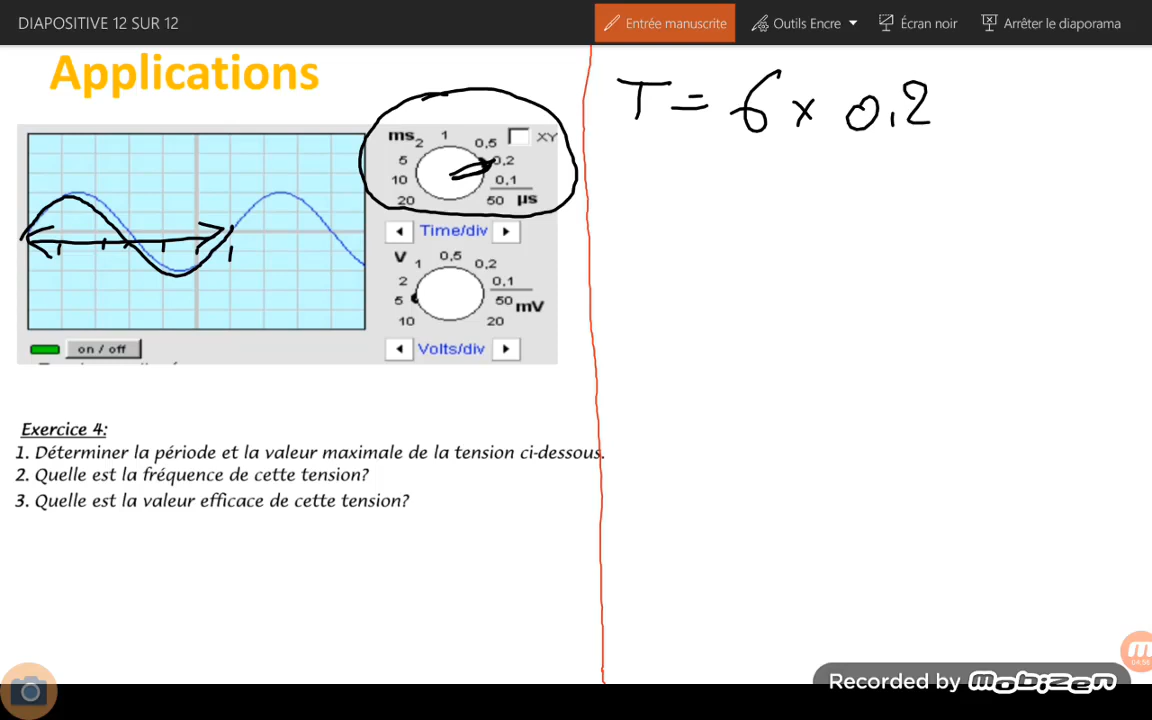 DIAPOSITIVE 12 SUR 12
Entrée manuscrite
Outils Encre
Écran noir
Arrêter le diaporama
Applications
T = 6 x 0,2
ms 2 1 0,5 XY
5 0,2
10 0,1
20 50 µs
Time/div
V 1 0,5 0,2
2 0,1
5 50 mV
10 20
on / off
Volts/div
Exercice 4:
1. Déterminer la période et la valeur maximale de la tension ci-dessous.
2. Quelle est la fréquence de cette tension?
3. Quelle est la valeur efficace de cette tension?
04:56
Recorded by mobizen